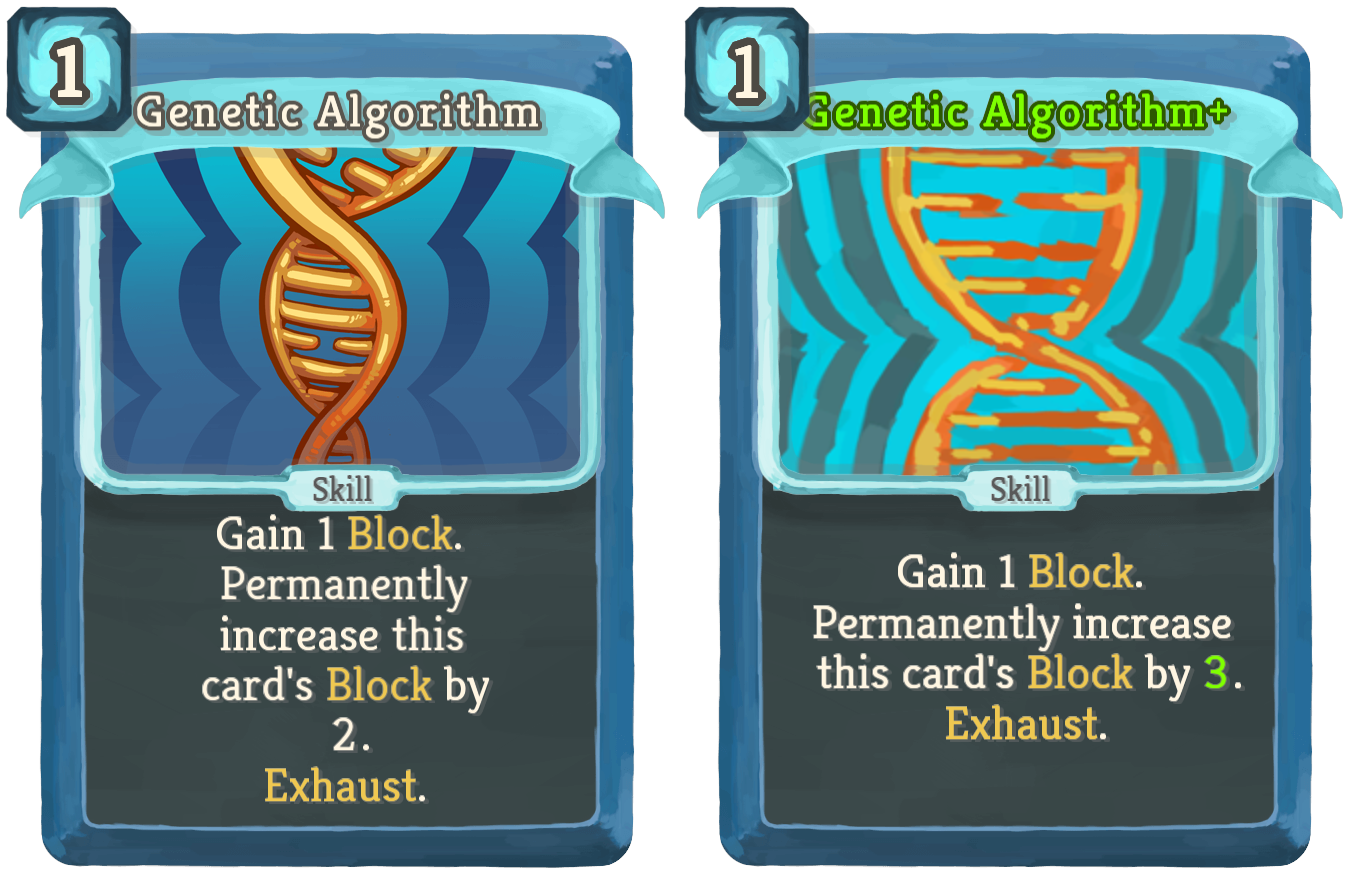 1
Genetic Algorithm
Skill
Gain 1 Block.
Permanently
increase this
card's Block by
2.
Exhaust.
1
Genetic Algorithm+
Skill
Gain 1 Block.
Permanently increase
this card's Block by 3.
Exhaust.